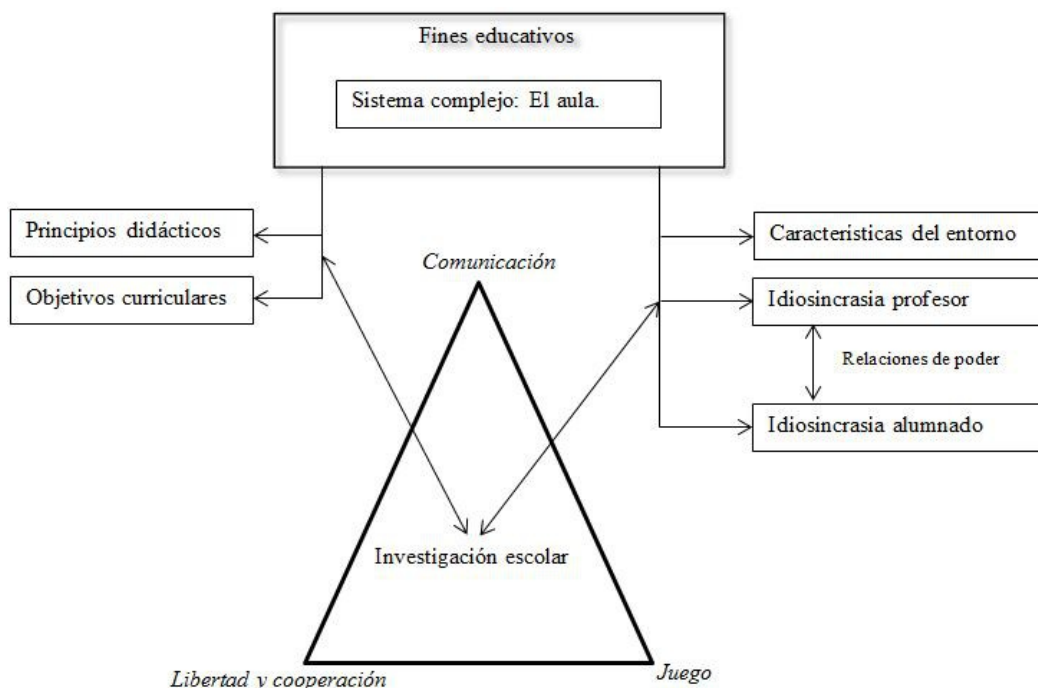 Fines educativos
Sistema complejo: El aula.
Principios didácticos
Objetivos curriculares
Características del entorno
Idiosincrasia profesor
Relaciones de poder
Idiosincrasia alumnado
Comunicación
Investigación escolar
Libertad y cooperación
Juego